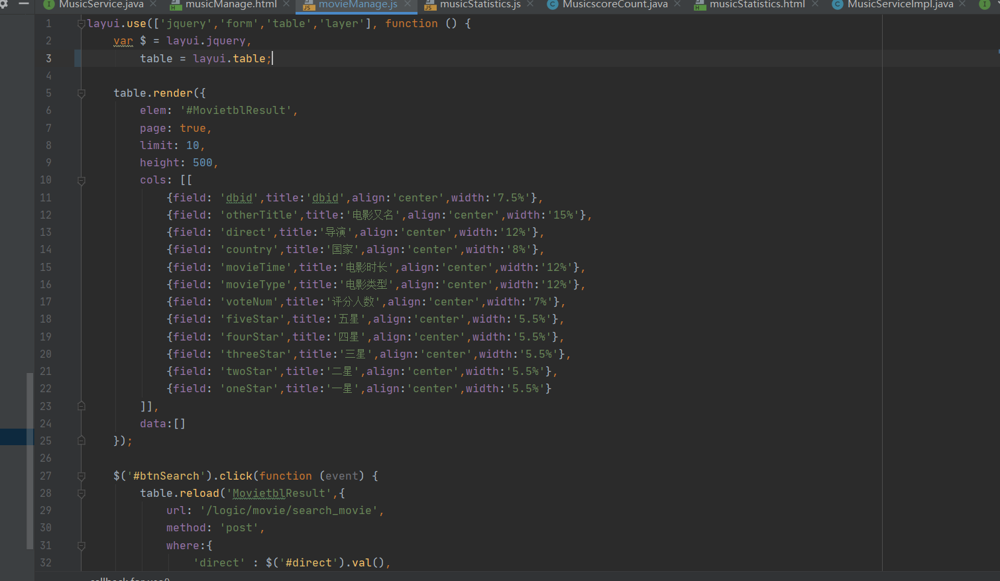 MusicService.java musicManage.html movieManage.js musicStatistics.js MusicscoreCount.java musicStatistics.html MusicServiceImpl.java
1 layui.use(['jquery','form','table','layer'], function () {
2 var $ = layui.jquery,
3 table = layui.table;
4
5 table.render({
6 elem: '#MovietblResult',
7 page: true,
8 limit: 10,
9 height: 500,
10 cols: [[
11 {field: 'dbid',title:'dbid',align:'center',width:'7.5%'},
12 {field: 'otherTitle',title:'电影又名',align:'center',width:'15%'},
13 {field: 'direct',title:'导演',align:'center',width:'12%'},
14 {field: 'country',title:'国家',align:'center',width:'8%'},
15 {field: 'movieTime',title:'电影时长',align:'center',width:'12%'},
16 {field: 'movieType',title:'电影类型',align:'center',width:'12%'},
17 {field: 'voteNum',title:'评分人数',align:'center',width:'7%'},
18 {field: 'fiveStar',title:'五星',align:'center',width:'5.5%'},
19 {field: 'fourStar',title:'四星',align:'center',width:'5.5%'},
20 {field: 'threeStar',title:'三星',align:'center',width:'5.5%'},
21 {field: 'twoStar',title:'二星',align:'center',width:'5.5%'},
22 {field: 'oneStar',title:'一星',align:'center',width:'5.5%'}
23 ]],
24 data:[]
25 });
26
27 $('#btnSearch').click(function (event) {
28 table.reload('MovietblResult',{
29 url: '/logic/movie/search_movie',
30 method: 'post',
31 where:{
32 'direct' : $('#direct').val(),